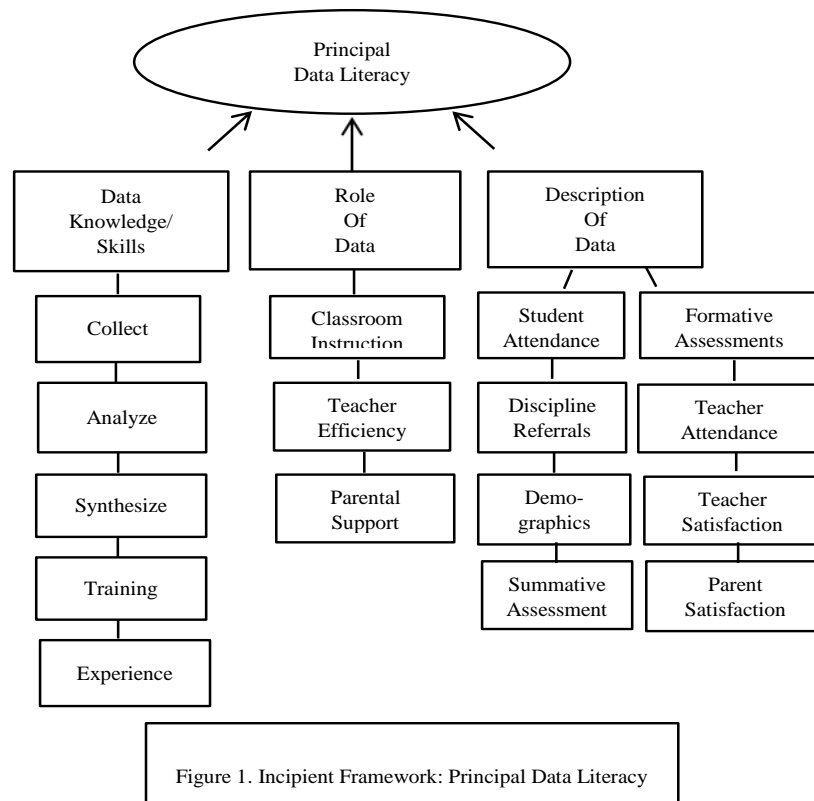 Principal
Data Literacy
Data
Knowledge/
Skills
Role
Of
Data
Description
Of
Data
Collect
Analyze
Synthesize
Training
Experience
Classroom
Instruction
Teacher
Efficiency
Parental
Support
Student
Attendance
Discipline
Referrals
Demo-
graphics
Summative
Assessment
Formative
Assessments
Teacher
Attendance
Teacher
Satisfaction
Parent
Satisfaction
Figure 1. Incipient Framework: Principal Data Literacy